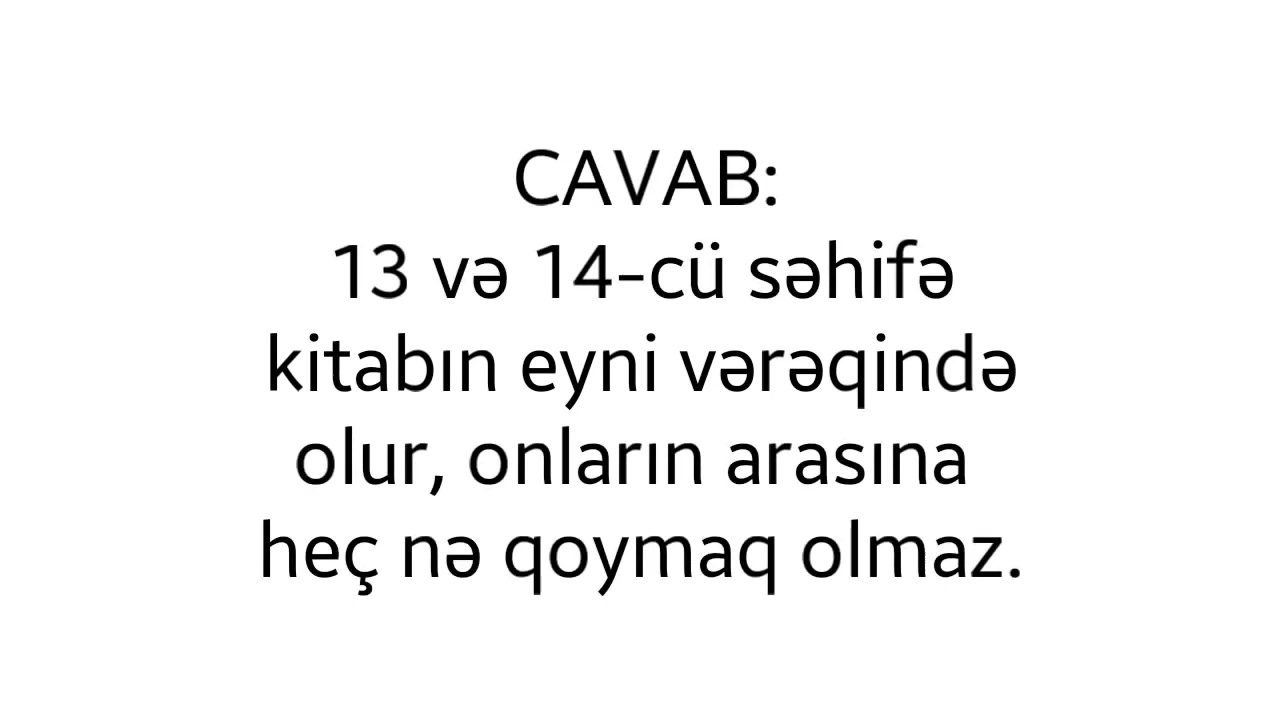 CAVAB:
13 və 14-cü səhifə
kitabın eyni vərəqində
olur, onların arasına
heç nə qoymaq olmaz.